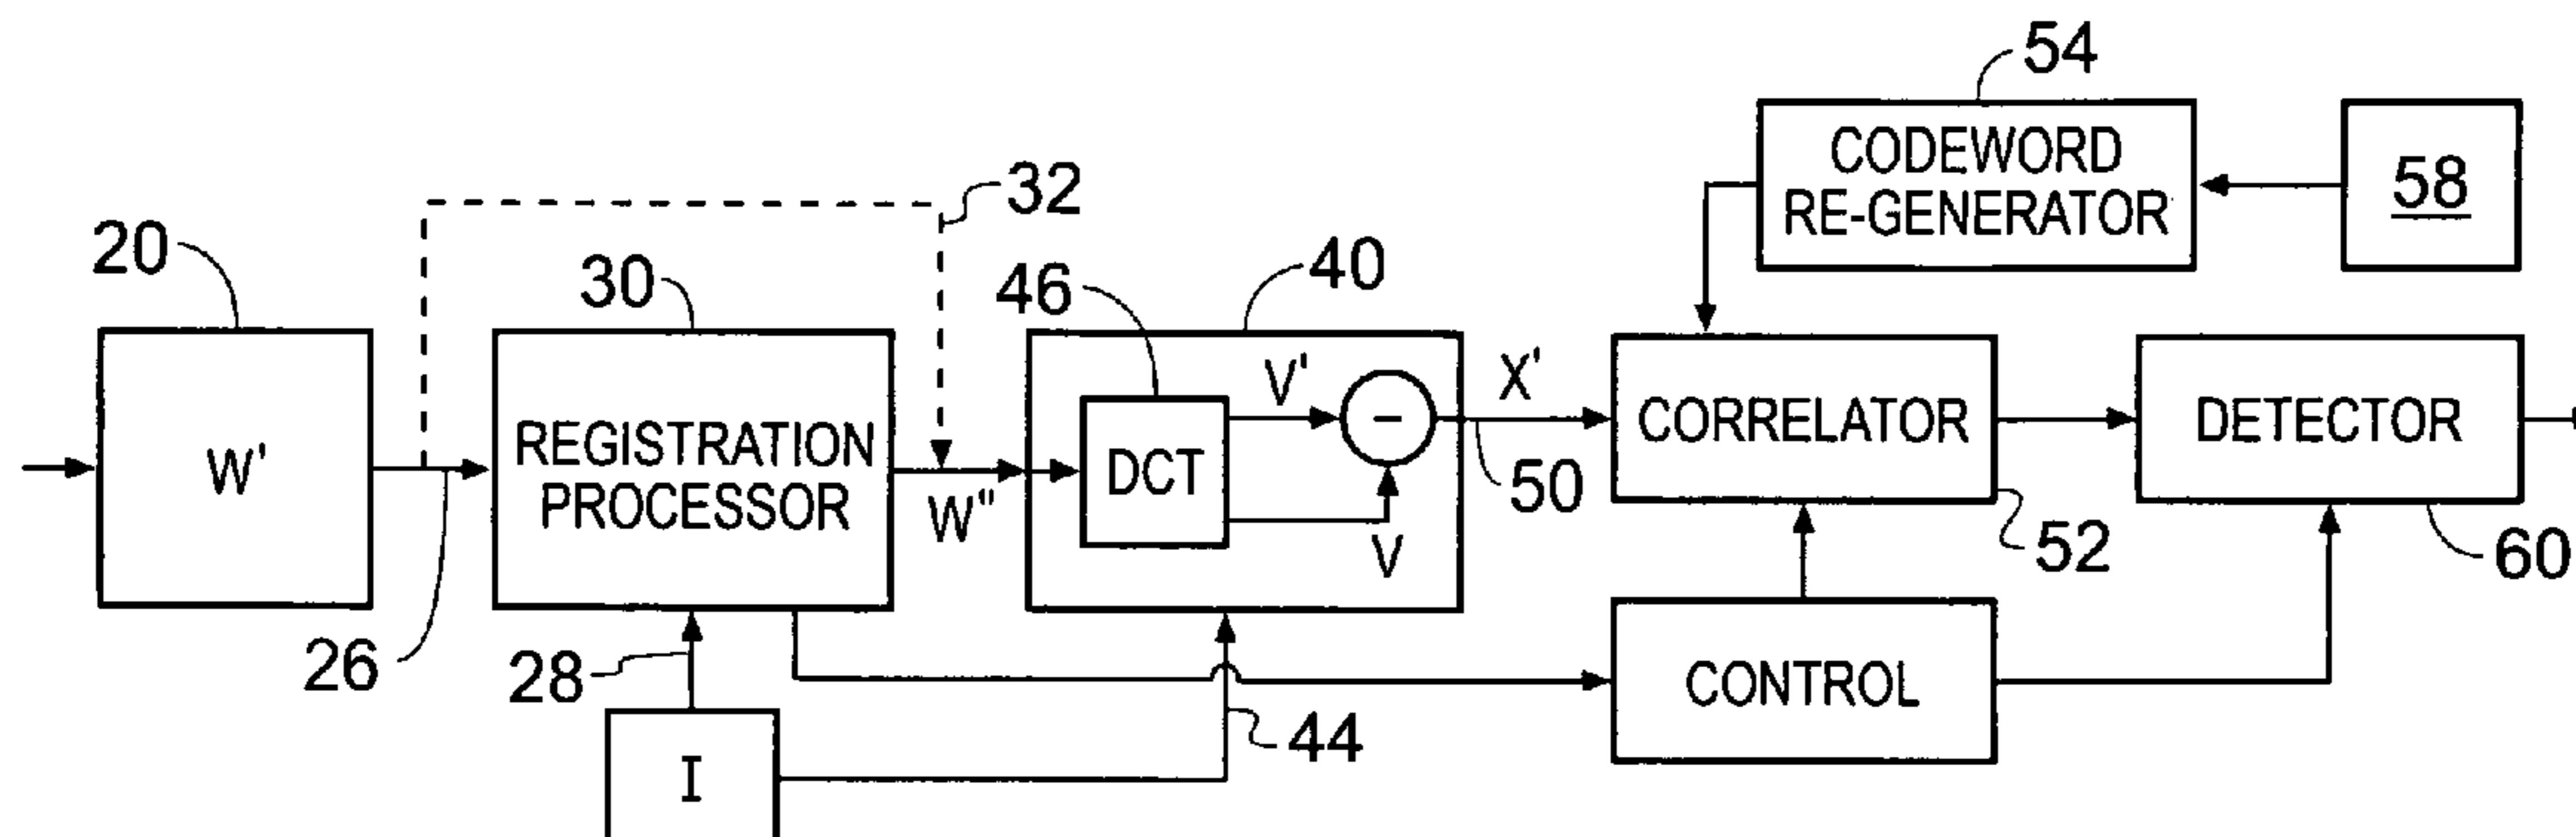 54
CODEWORD
RE-GENERATOR
58
32
20
30
46
40
W'
REGISTRATION
PROCESSOR
W"
DCT
V'
-
V
X'
50
CORRELATOR
52
DETECTOR
60
26
28
I
44
CONTROL